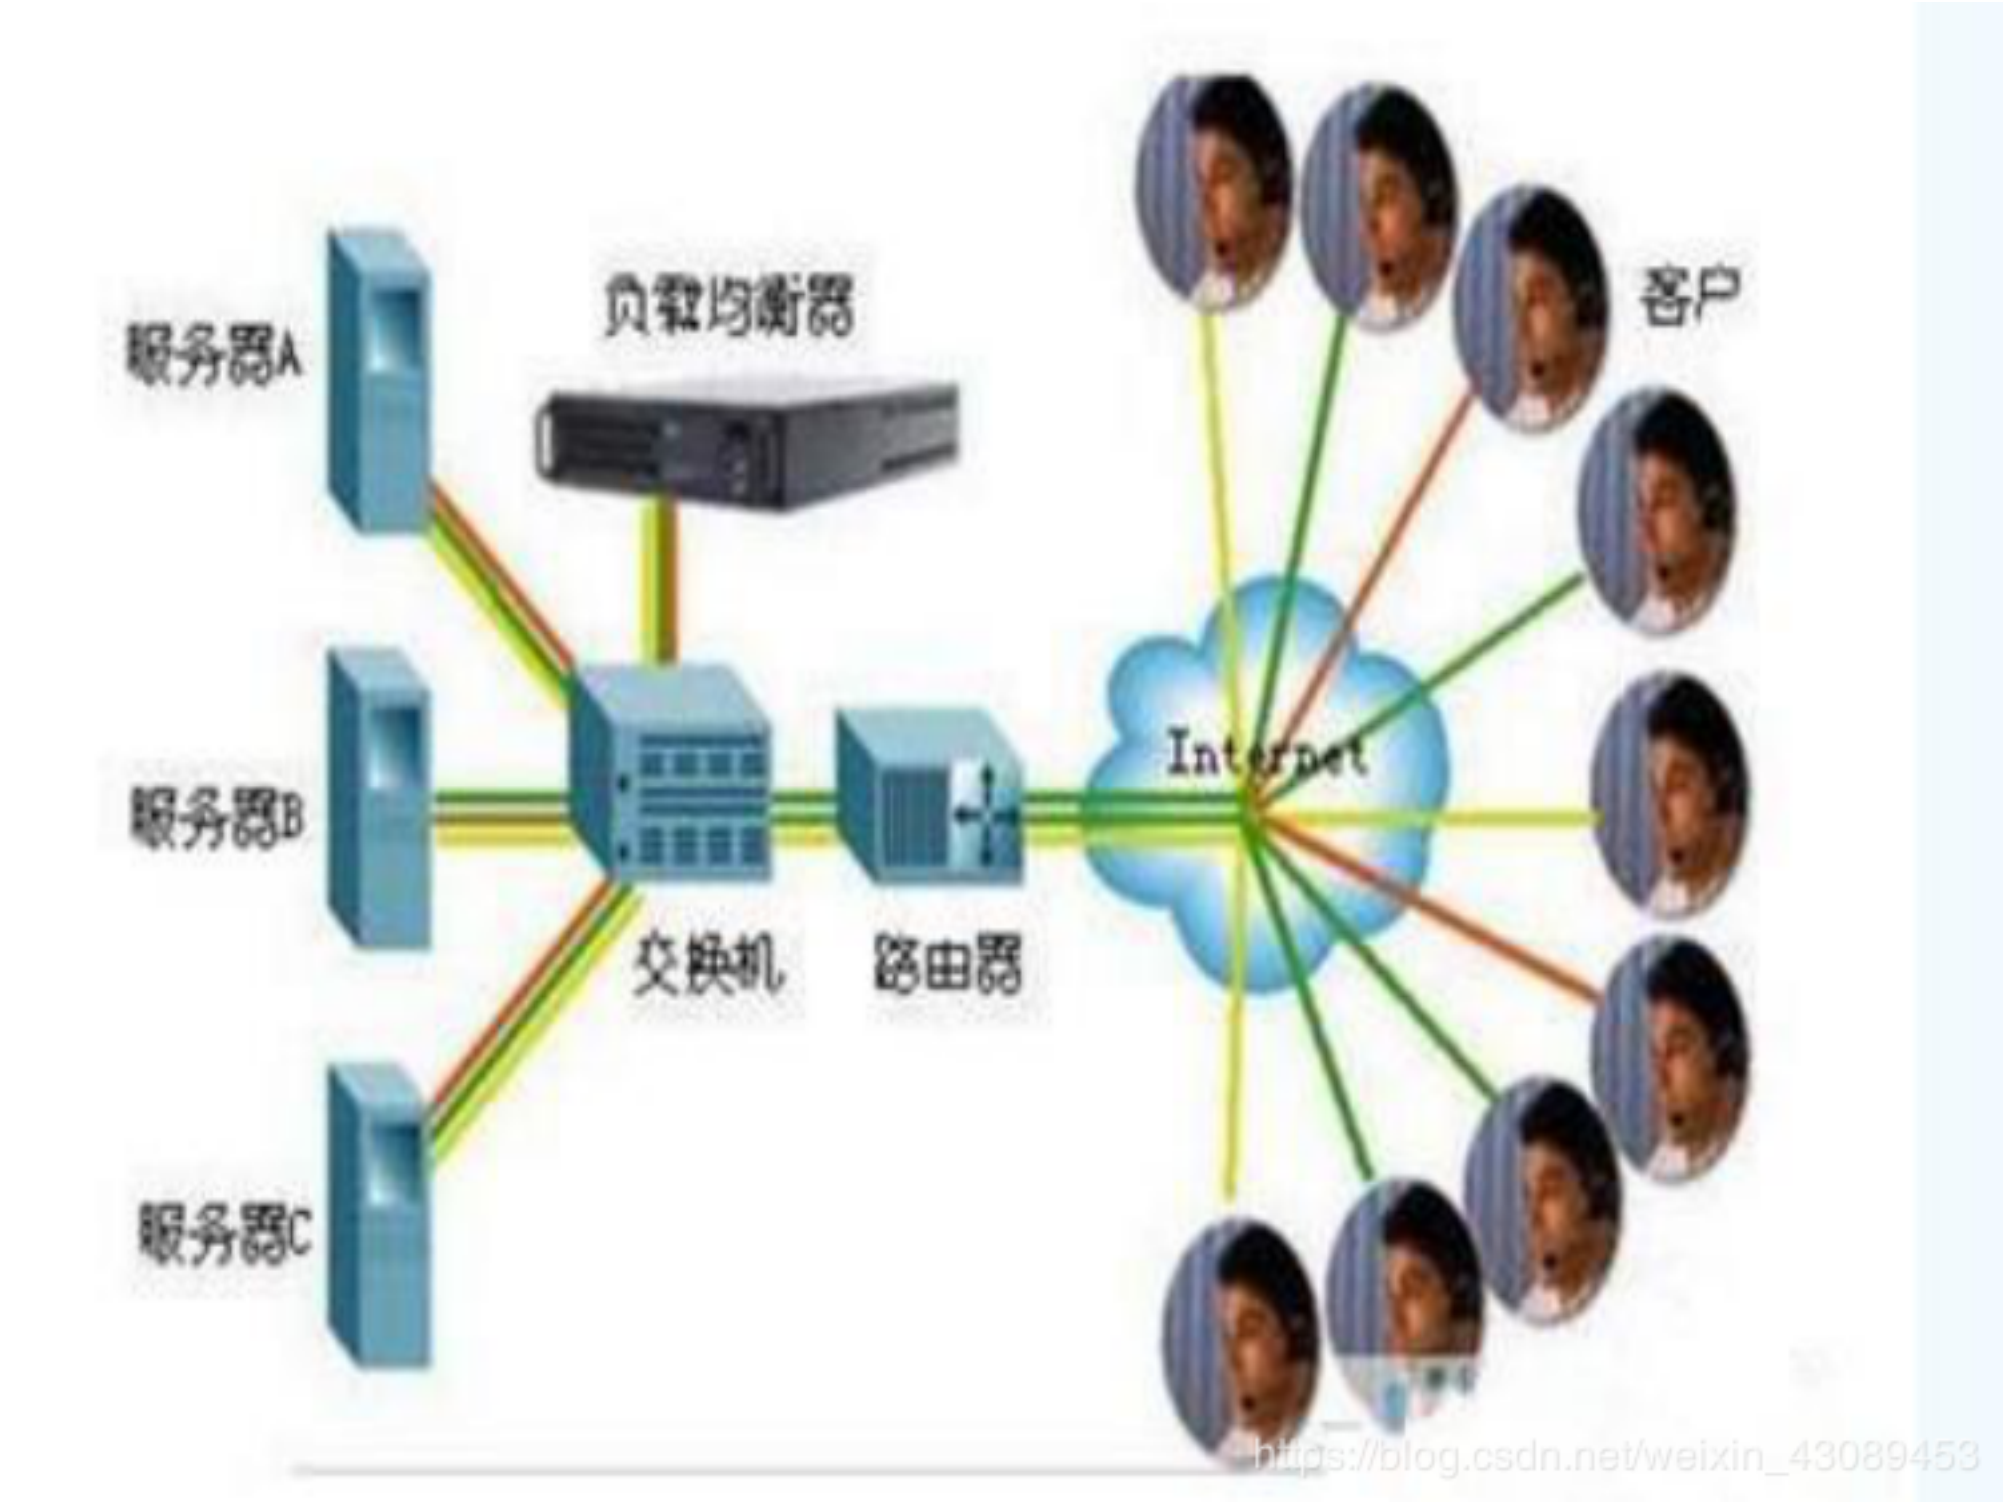 客户
负载均衡器
服务器A
Internet
服务器B
交换机
路由器
服务器C
https://blog.csdn.net/weixin_43089453